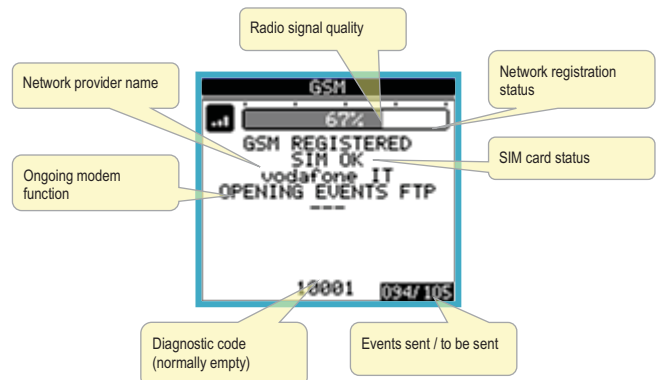 Radio signal quality
Network provider name
Network registration
status
GSM
67%
GSM REGISTERED
SIM OK
vodafone IT
OPENING EVENTS FTP
---
SIM card status
Ongoing modem
function
10001
094/105
Diagnostic code
(normally empty)
Events sent / to be sent